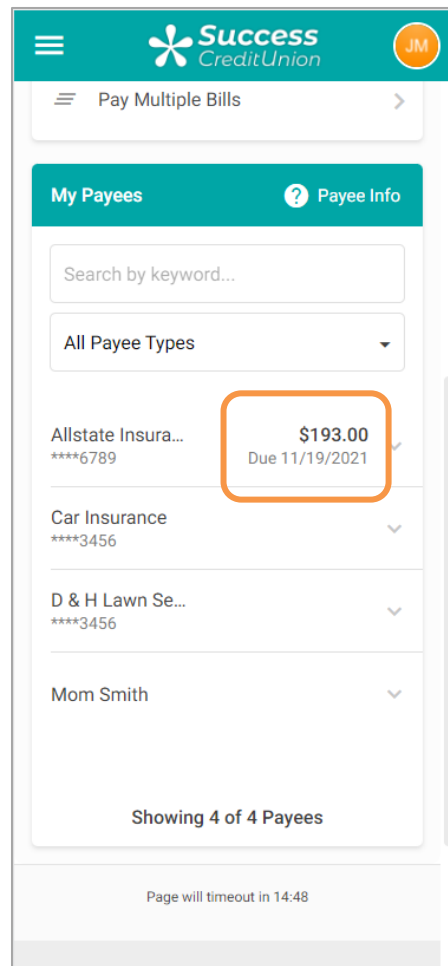 Success
CreditUnion
JM
Pay Multiple Bills
My Payees
? Payee Info
Search by keyword...
All Payee Types
Allstate Insura... $193.00
****6789 Due 11/19/2021
Car Insurance
****3456
D & H Lawn Se...
****3456
Mom Smith
Showing 4 of 4 Payees
Page will timeout in 14:48